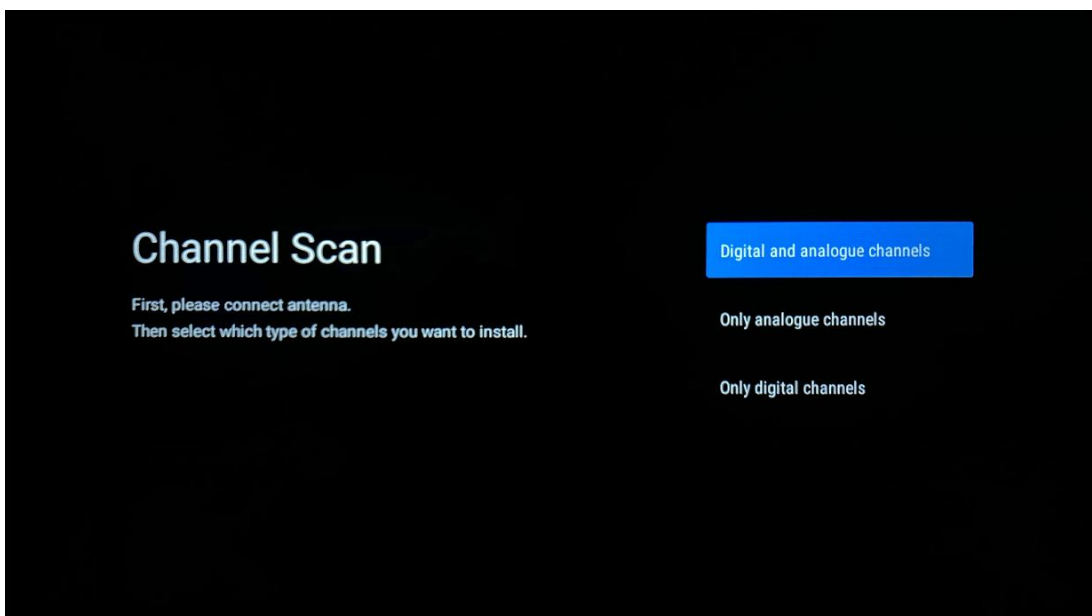 Channel Scan
First, please connect antenna.
Then select which type of channels you want to install.
Digital and analogue channels
Only analogue channels
Only digital channels